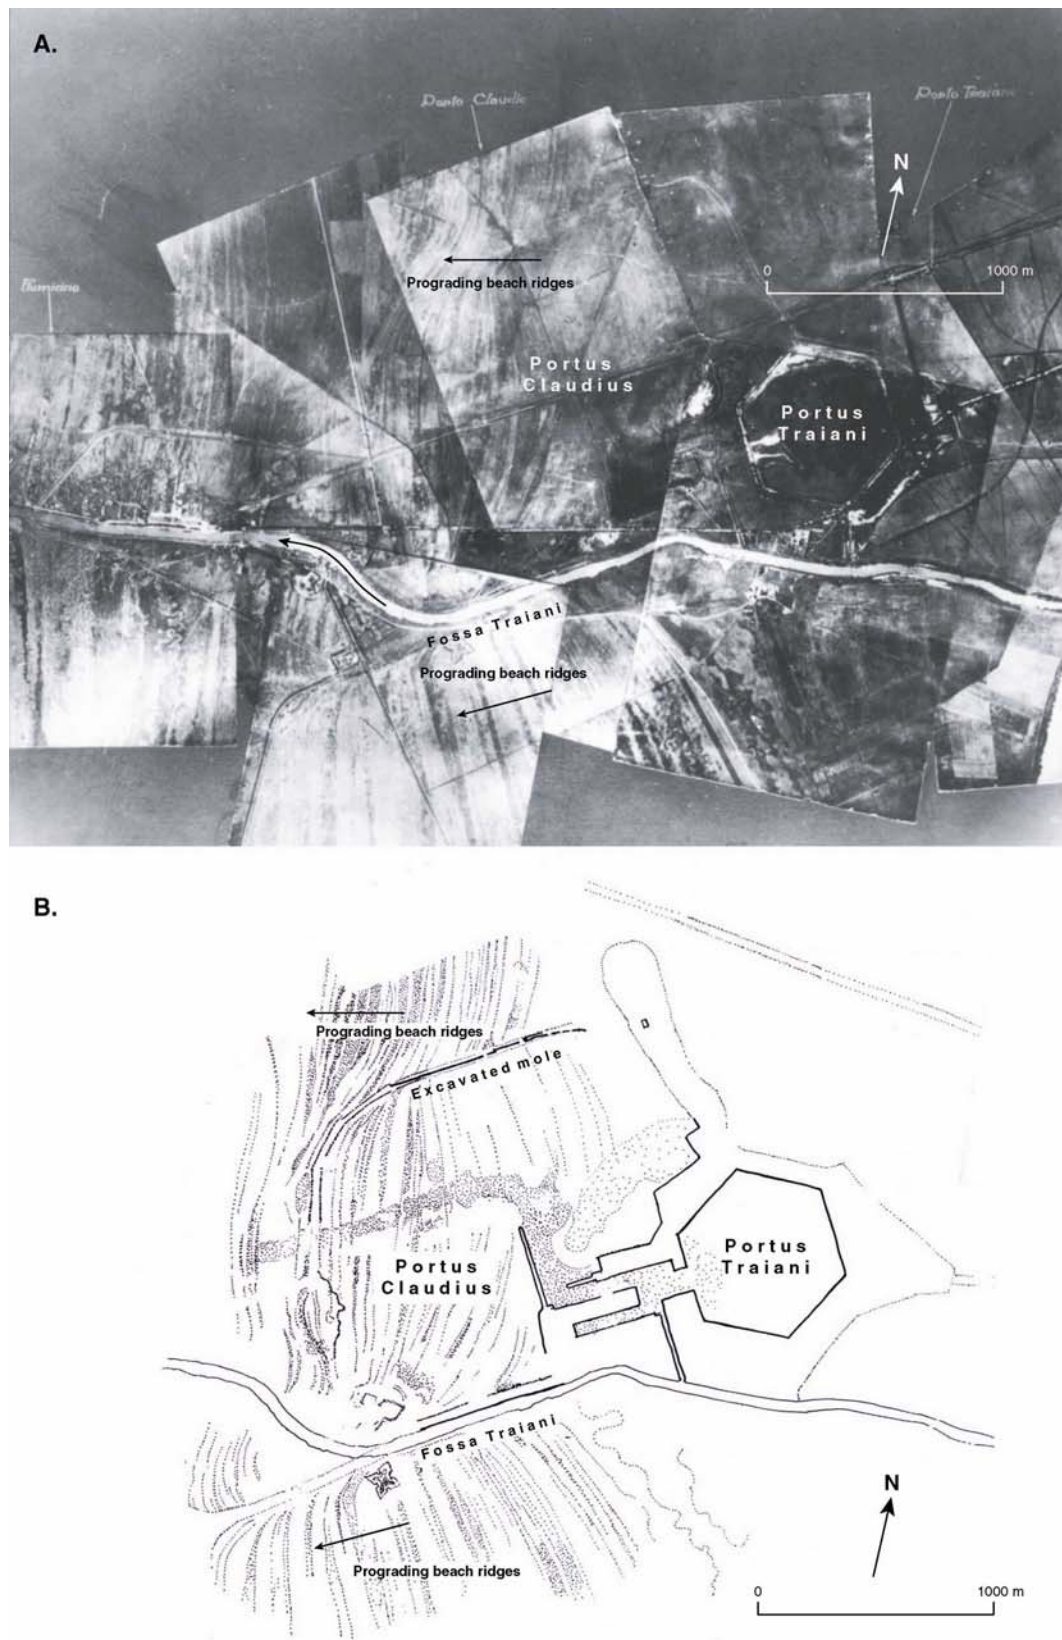 A.
Porto Claudio
Porto Traiano
N
0 1000 m
Fiumicino
Prograding beach ridges
Portus
Claudius
Portus
Traiani
Fossa Traiani
Prograding beach ridges
B.
Prograding beach ridges
Excavated mole
Portus
Claudius
Portus
Traiani
Fossa Traiani
N
Prograding beach ridges
0 1000 m